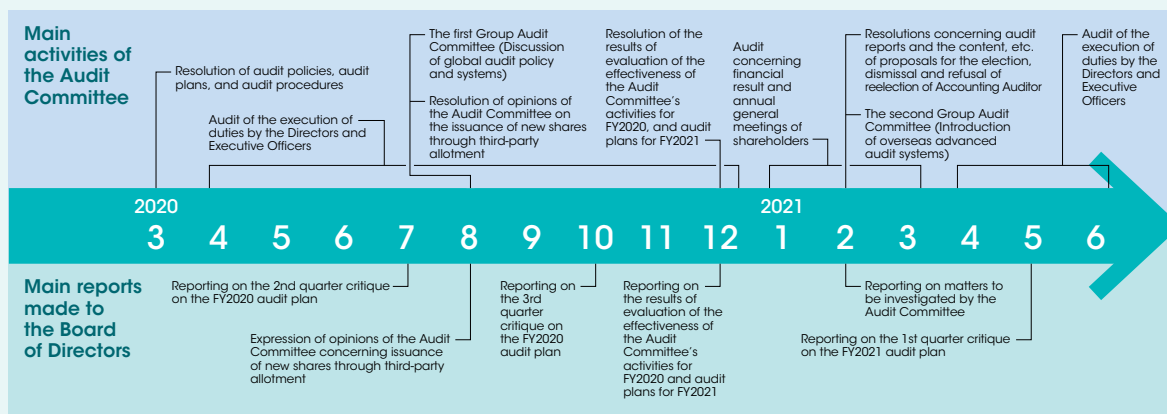 Main
activities of
the Audit
Committee
Resolution of audit policies, audit
plans, and audit procedures
Audit of the execution of
duties by the Directors and
Executive Officers
The first Group Audit
Committee (Discussion
of global audit policy
and systems)
Resolution of opinions of
the Audit Committee on
the issuance of new shares
through third-party
allotment
Resolution of the
results of
evaluation of the
effectiveness of
the Audit
Committee's
activities for
FY2020, and audit
plans for FY2021
Audit
concerning
financial
result and
annual
general
meetings of
shareholders
Resolutions concerning audit
reports and the content, etc.
of proposals for the election,
dismissal and refusal of
reelection of Accounting Auditor
The second Group Audit
Committee (Introduction
of overseas advanced
audit systems)
Audit of the
execution of
duties by the
Directors and
Executive
Officers
2020
2021
3 4 5 6 7 8 9 10 11 12 1 2 3 4 5 6
Main reports
made to
the Board
of Directors
Reporting on the 2nd quarter critique
on the FY2020 audit plan
Expression of opinions of the Audit
Committee concerning issuance
of new shares through third-party
allotment
Reporting on
the 3rd
quarter
critique on
the FY2020
audit plan
Reporting on
the results of
evaluation of the
effectiveness of
the Audit
Committee's
activities for
FY2020 and audit
plans for FY2021
Reporting on matters to
be investigated by the
Audit Committee
Reporting on the 1st quarter critique
on the FY2021 audit plan